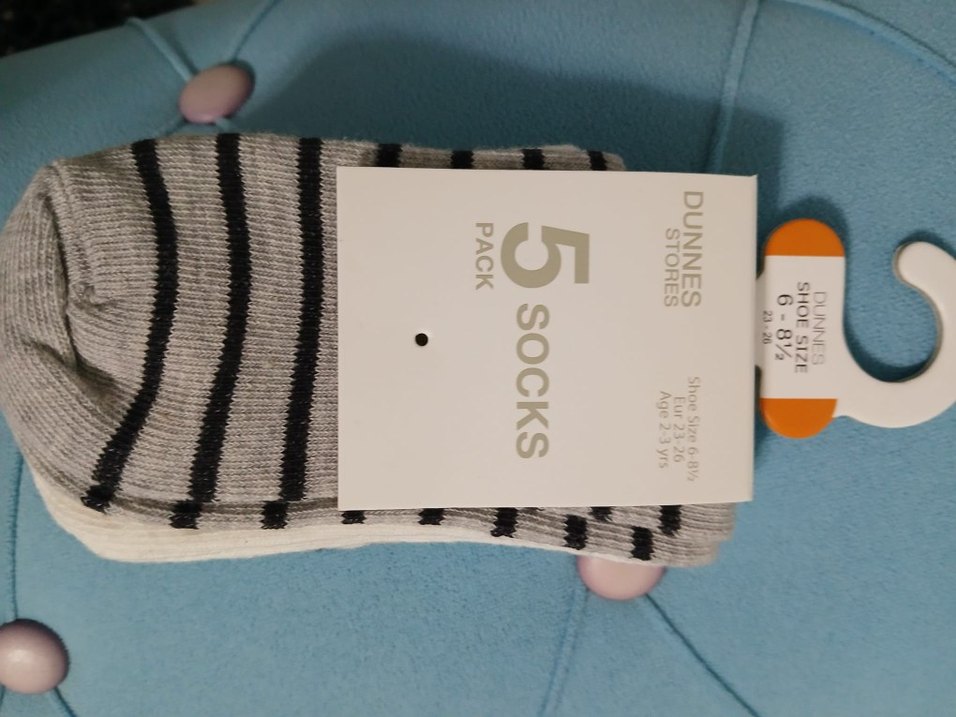 DUNNES
STORES
Shoe Size 6-8½
Eur 23-26
Age 2-3 yrs
5 SOCKS
PACK
DUNNES
SHOE SIZE
6 - 8½
23 - 26